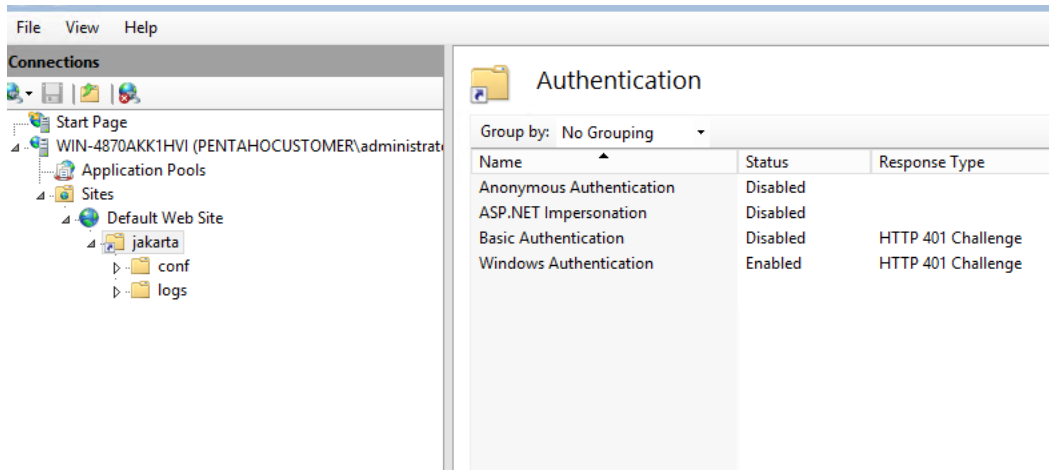 File View Help
Connections
Start Page
WIN-4870AKK1HVI (PENTAHOCUSTOMER\administrat
Application Pools
Sites
Default Web Site
jakarta
conf
logs
Authentication
Group by: No Grouping
Name Status Response Type
Anonymous Authentication Disabled
ASP.NET Impersonation Disabled
Basic Authentication Disabled HTTP 401 Challenge
Windows Authentication Enabled HTTP 401 Challenge